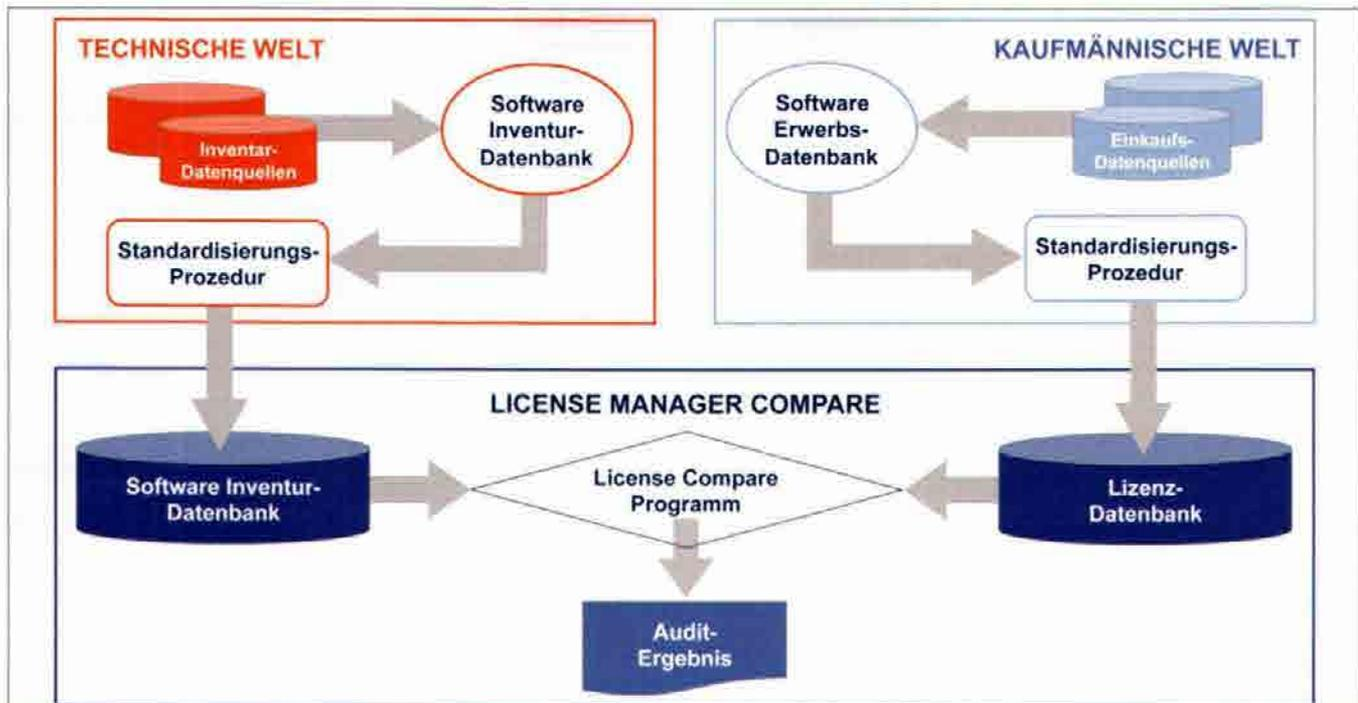 TECHNISCHE WELT
Inventar-
Datenquellen
Software
Inventur-
Datenbank
Standardisierungs-
Prozedur
KAUFMÄNNISCHE WELT
Software
Erwerbs-
Datenbank
Einkaufs-
Datenquellen
Standardisierungs-
Prozedur
LICENSE MANAGER COMPARE
Software Inventur-
Datenbank
License Compare
Programm
Lizenz-
Datenbank
Audit-
Ergebnis